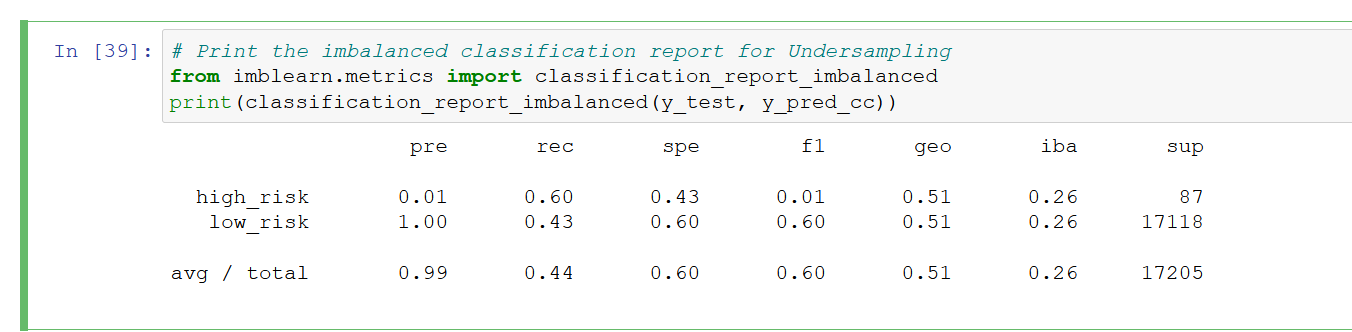 In [39]: # Print the imbalanced classification report for Undersampling
from imblearn.metrics import classification_report_imbalanced
print(classification_report_imbalanced(y_test, y_pred_cc))
pre rec spe f1 geo iba sup
high_risk 0.01 0.60 0.43 0.01 0.51 0.26 87
low_risk 1.00 0.43 0.60 0.60 0.51 0.26 17118
avg / total 0.99 0.44 0.60 0.60 0.51 0.26 17205